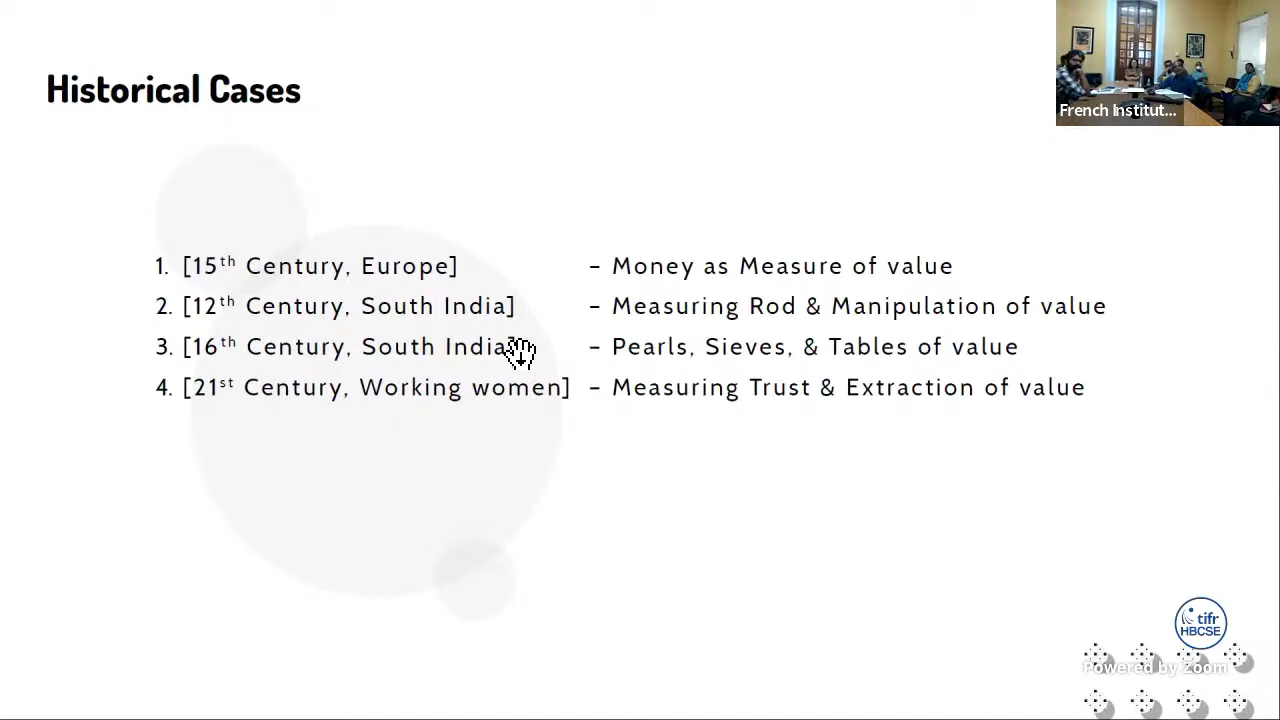 Historical Cases
French Institut...
1. [15th Century, Europe] – Money as Measure of value
2. [12th Century, South India] – Measuring Rod & Manipulation of value
3. [16th Century, South India] – Pearls, Sieves, & Tables of value
4. [21st Century, Working women] – Measuring Trust & Extraction of value
tifr
HBCSE
Powered by Zoom